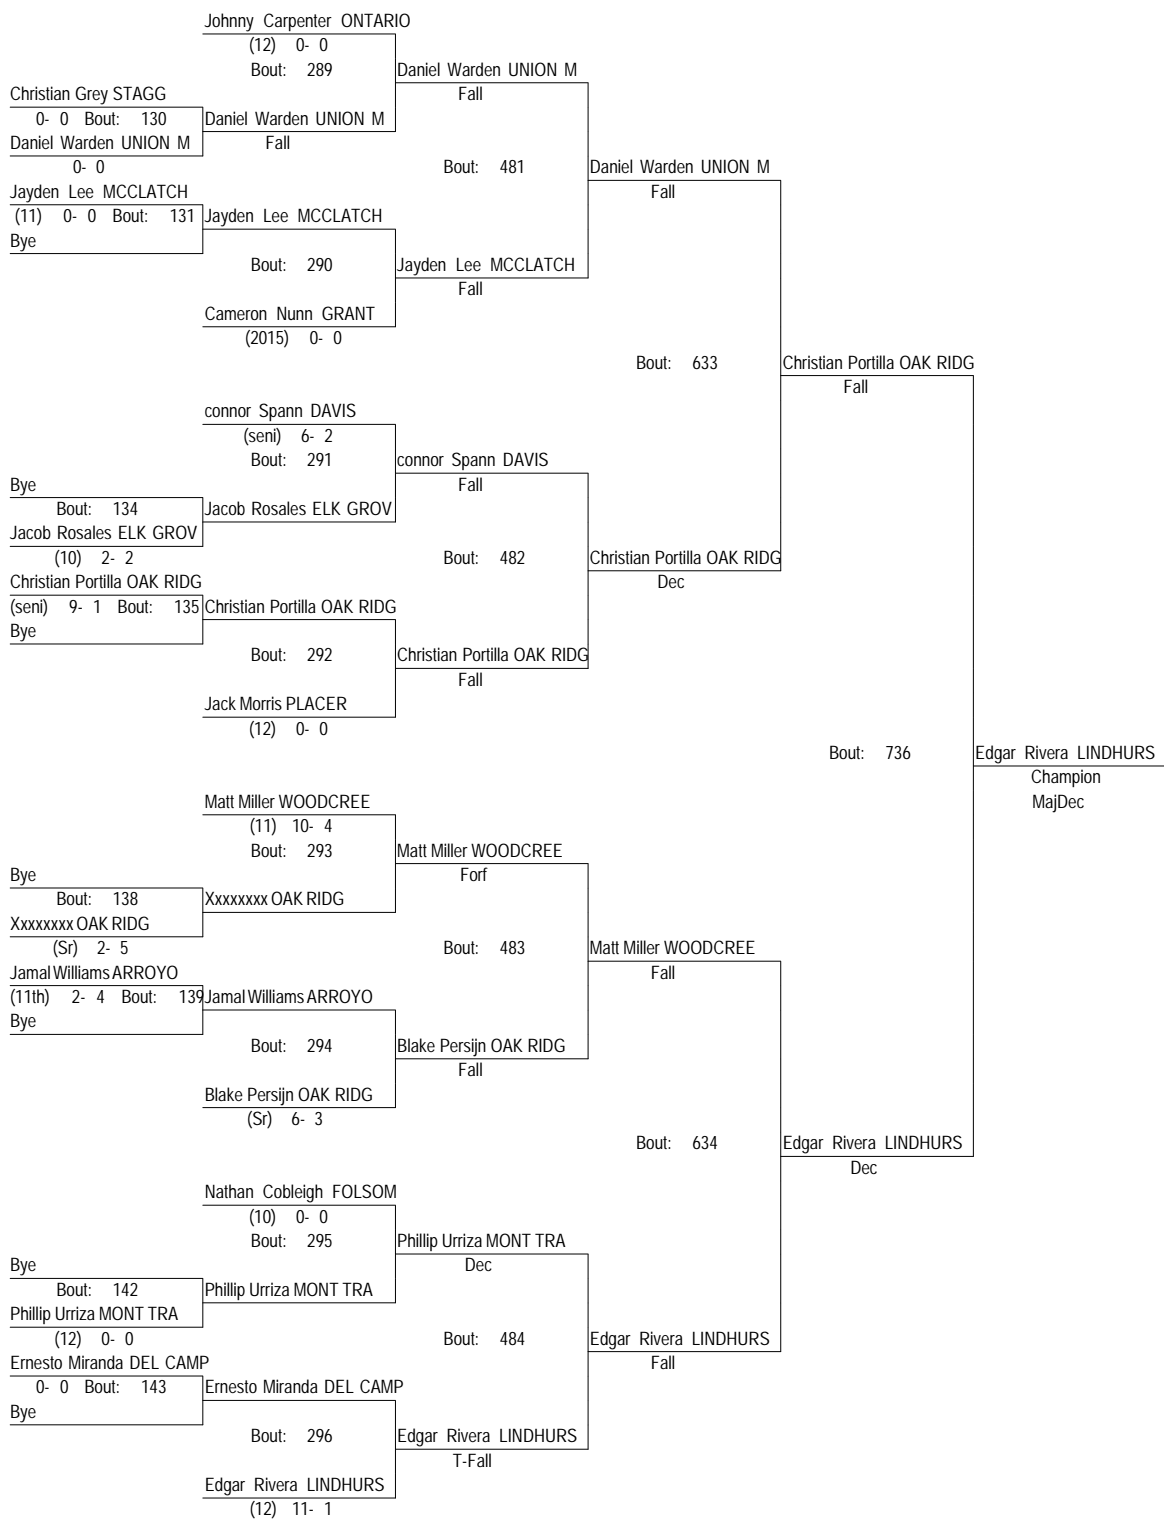 Johnny Carpenter ONTARIO
(12) 0- 0
Bout: 289
Daniel Warden UNION M
Fall
Christian Grey STAGG
0- 0 Bout: 130
Daniel Warden UNION M
Daniel Warden UNION M
Fall
0- 0
Bout: 481
Daniel Warden UNION M
Fall
Jayden Lee MCCLATCH
(11) 0- 0 Bout: 131
Jayden Lee MCCLATCH
Bye
Bout: 290
Jayden Lee MCCLATCH
Fall
Cameron Nunn GRANT
(2015) 0- 0
Bout: 633
Christian Portilla OAK RIDG
Fall
connor Spann DAVIS
(seni) 6- 2
Bout: 291
connor Spann DAVIS
Fall
Bye
Bout: 134
Jacob Rosales ELK GROV
Jacob Rosales ELK GROV
(10) 2- 2
Bout: 482
Christian Portilla OAK RIDG
Dec
Christian Portilla OAK RIDG
(seni) 9- 1 Bout: 135
Christian Portilla OAK RIDG
Bye
Bout: 292
Christian Portilla OAK RIDG
Fall
Jack Morris PLACER
(12) 0- 0
Bout: 736
Edgar Rivera LINDHURS
Champion
MajDec
Matt Miller WOODCREE
(11) 10- 4
Bout: 293
Matt Miller WOODCREE
Forf
Bye
Bout: 138
Xxxxxxxx OAK RIDG
Xxxxxxxx OAK RIDG
(Sr) 2- 5
Bout: 483
Matt Miller WOODCREE
Fall
Jamal Williams ARROYO
(11th) 2- 4 Bout: 139
Jamal Williams ARROYO
Bye
Bout: 294
Blake Persijn OAK RIDG
Fall
Blake Persijn OAK RIDG
(Sr) 6- 3
Bout: 634
Edgar Rivera LINDHURS
Dec
Nathan Cobleigh FOLSOM
(10) 0- 0
Bout: 295
Phillip Urriza MONT TRA
Dec
Bye
Bout: 142
Phillip Urriza MONT TRA
Phillip Urriza MONT TRA
(12) 0- 0
Bout: 484
Edgar Rivera LINDHURS
Fall
Ernesto Miranda DEL CAMP
0- 0 Bout: 143
Ernesto Miranda DEL CAMP
Bye
Bout: 296
Edgar Rivera LINDHURS
T-Fall
Edgar Rivera LINDHURS
(12) 11- 1